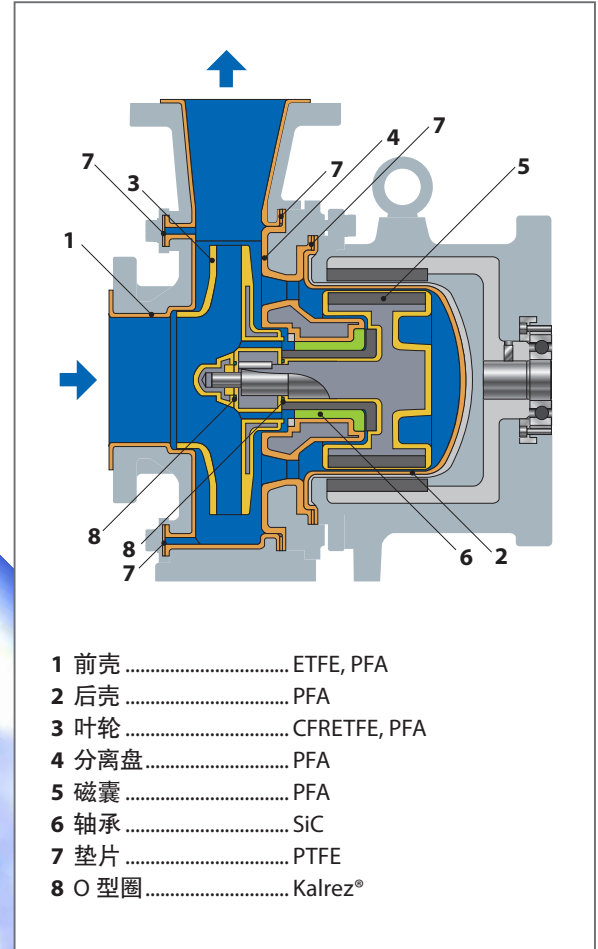 7
4
7
7
3
5
1
8
8
7
6
2
1 前壳 ................................ ETFE, PFA
2 后壳 ................................ PFA
3 叶轮 ................................ CFRETFE, PFA
4 分离盘 ............................ PFA
5 磁囊 ................................ PFA
6 轴承 ................................ SiC
7 垫片 ................................ PTFE
8 O 型圈 ............................ Kalrez®